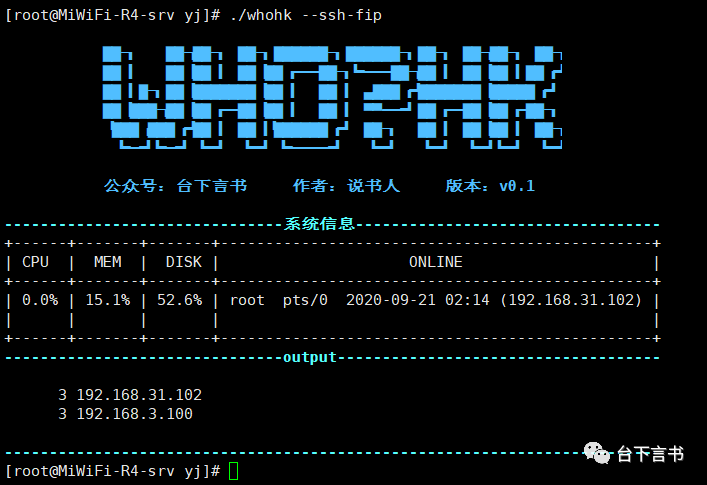 [root@MiWiFi-R4-srv yj]# ./whohk --ssh-fip
WHO?HK
公众号：台下言书 作者：说书人 版本：v0.1
-------------------------------系统信息----------------------------------
+------+-------+-------+------------------------------------------------+
| CPU | MEM | DISK | ONLINE |
+------+-------+-------+------------------------------------------------+
| 0.0% | 15.1% | 52.6% | root pts/0 2020-09-21 02:14 (192.168.31.102) |
| | | | |
+------+-------+-------+------------------------------------------------+
-------------------------------output------------------------------------
3 192.168.31.102
3 192.168.3.100
-------------------------------------------------------------------------
台下言书
[root@MiWiFi-R4-srv yj]#